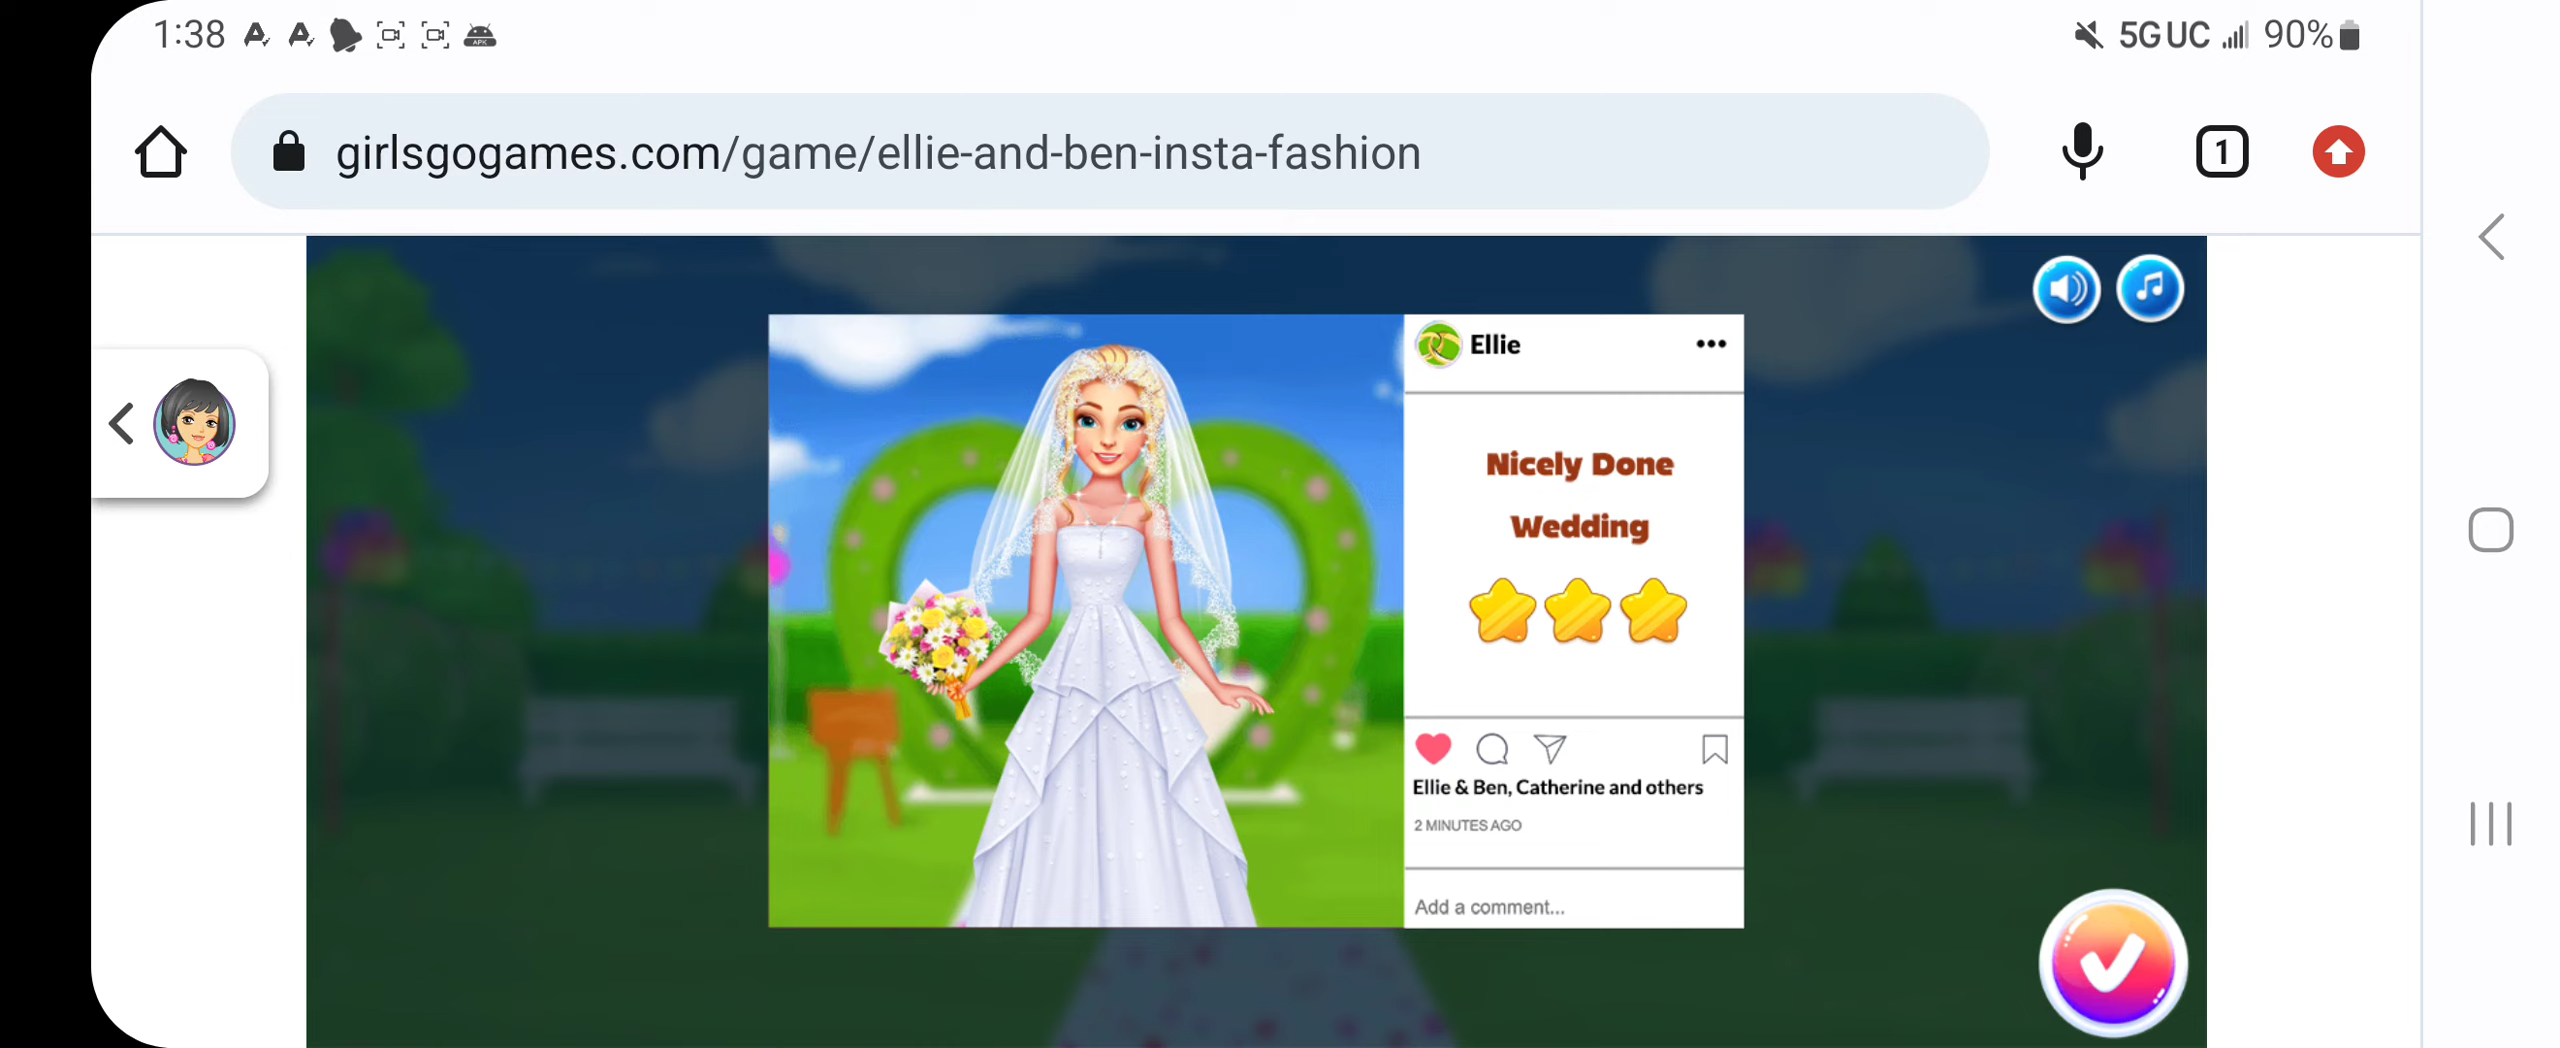 1:38
APK
5G UC
90%
girlsgogames.com/game/ellie-and-ben-insta-fashion
1
Ellie
Nicely Done
Wedding
Ellie & Ben, Catherine and others
2 MINUTES AGO
Add a comment...